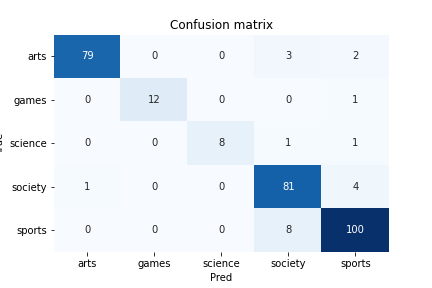 Confusion matrix
arts 79 0 0 3 2
games 0 12 0 0 1
science 0 0 8 1 1
society 1 0 0 81 4
sports 0 0 0 8 100
arts games science society sports
Pred